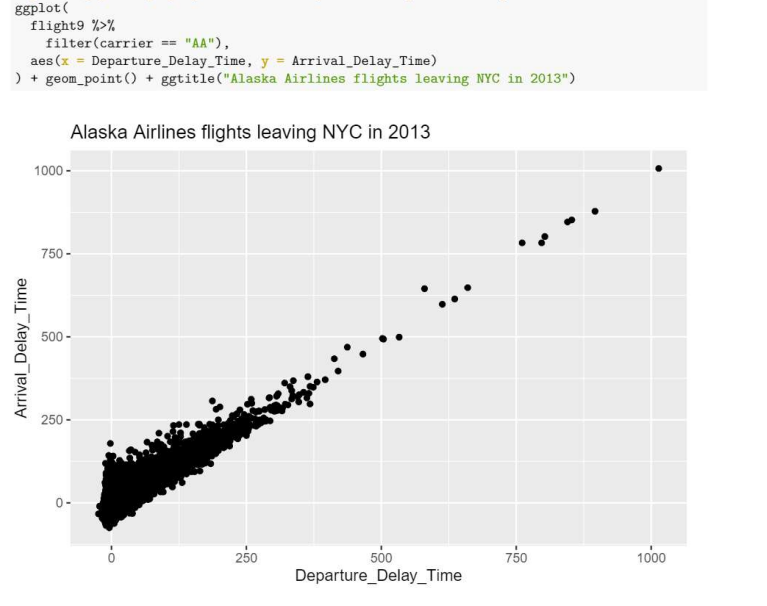 ggplot(
flight9 %>%
filter(carrier == "AA"),
aes(x = Departure_Delay_Time, y = Arrival_Delay_Time)
) + geom_point() + ggtitle("Alaska Airlines flights leaving NYC in 2013")
Alaska Airlines flights leaving NYC in 2013
1000
750
500
250
0
Arrival_Delay_Time
0 250 500 750 1000
Departure_Delay_Time